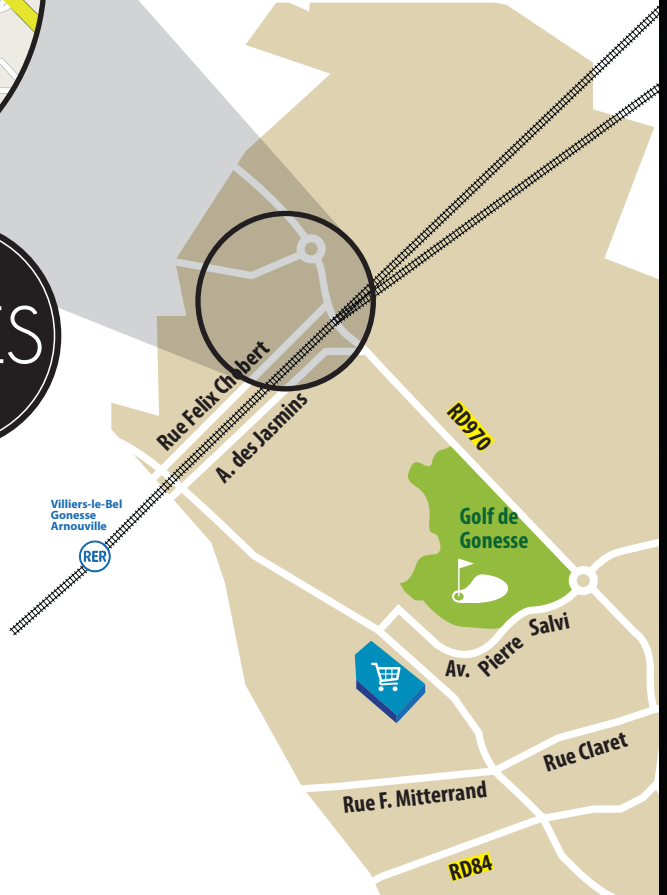 ES
Rue Felix Chobert
A. des Jasmins
RD970
Villiers-le-Bel
Gonesse
Arnouville
RER
Golf de
Gonesse
Av. Pierre Salvi
Rue Claret
Rue F. Mitterrand
RD84